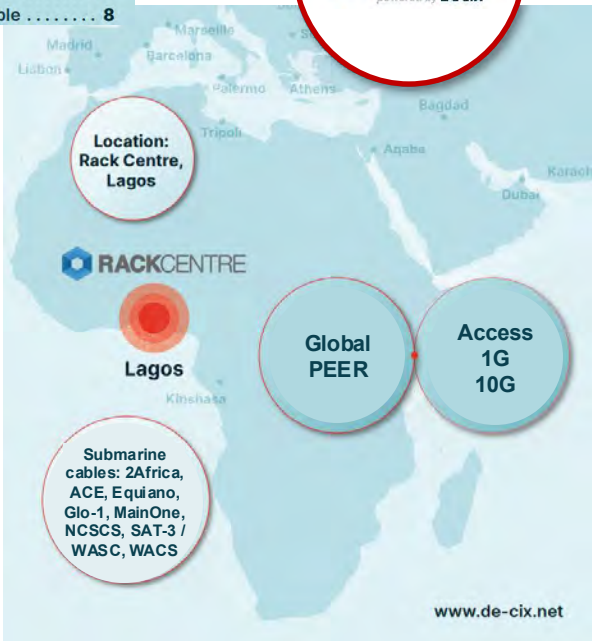 ble ........ 8
powered by
Marseille
Madrid
Barcelona
Lisbon
Palermo
Athens
Bagdad
Tripoli
Aqaba
Karach
Dubai
Location:
Rack Centre,
Lagos
RACKCENTRE
Lagos
Kinshasa
Global
PEER
Access
1G
10G
Submarine
cables: 2Africa,
ACE, Equiano,
Glo-1, MainOne,
NCSCS, SAT-3 /
WASC, WACS
www.de-cix.net